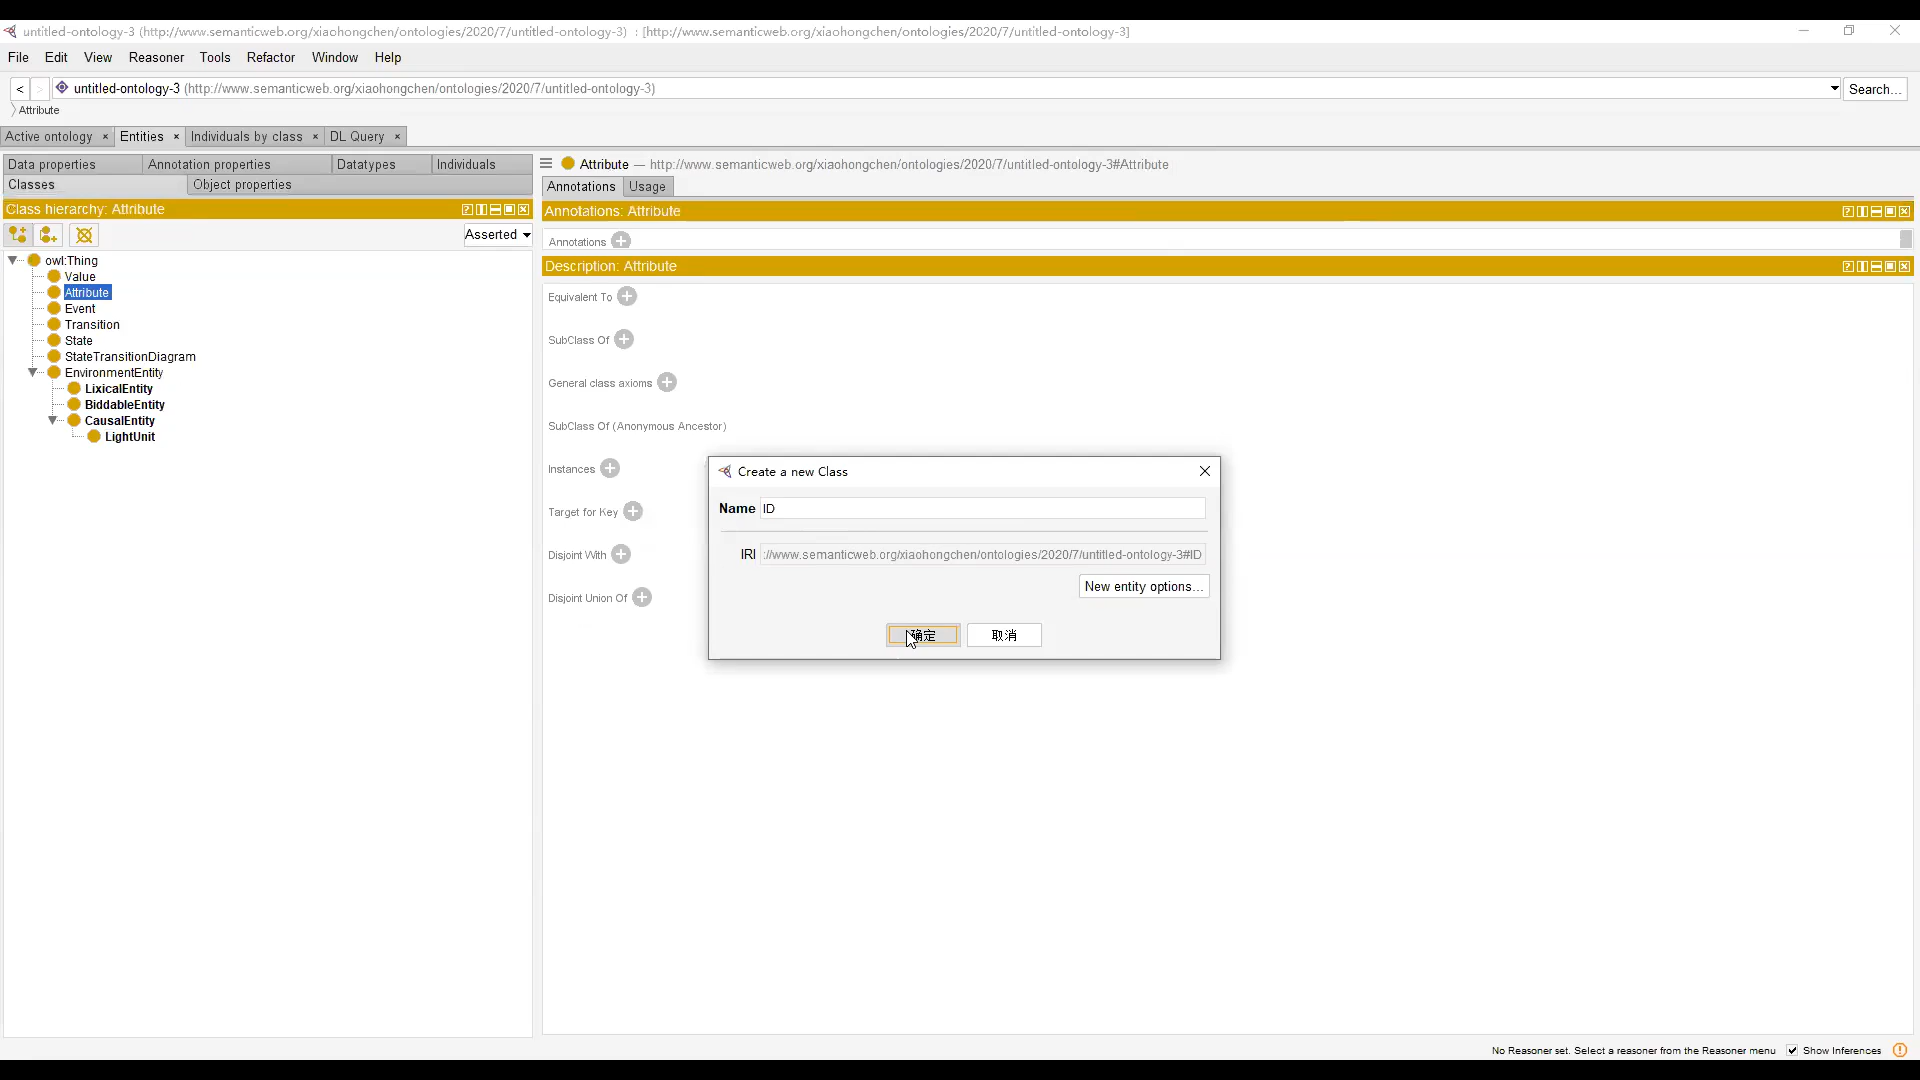 untitled-ontology-3 (http://www.semanticweb.org/xiaohongchen/ontologies/2020/7/untitled-ontology-3) : [http://www.semanticweb.org/xiaohongchen/ontologies/2020/7/untitled-ontology-3]
File Edit View Reasoner Tools Refactor Window Help
< > untitled-ontology-3 (http://www.semanticweb.org/xiaohongchen/ontologies/2020/7/untitled-ontology-3) Search...
Attribute
Active ontology × Entities × Individuals by class × DL Query ×
Data properties Annotation properties Datatypes Individuals
Classes Object properties
Class hierarchy: Attribute
Asserted
owl:Thing
Value
Attribute
Event
Transition
State
StateTransitionDiagram
EnvironmentEntity
LixicalEntity
BiddableEntity
CausalEntity
LightUnit
Attribute — http://www.semanticweb.org/xiaohongchen/ontologies/2020/7/untitled-ontology-3#Attribute
Annotations Usage
Annotations: Attribute
Annotations
Description: Attribute
Equivalent To
SubClass Of
General class axioms
SubClass Of (Anonymous Ancestor)
Instances
Target for Key
Disjoint With
Disjoint Union Of
Create a new Class
Name ID
IRI ://www.semanticweb.org/xiaohongchen/ontologies/2020/7/untitled-ontology-3#ID
New entity options...
确定 取消
No Reasoner set. Select a reasoner from the Reasoner menu Show Inferences